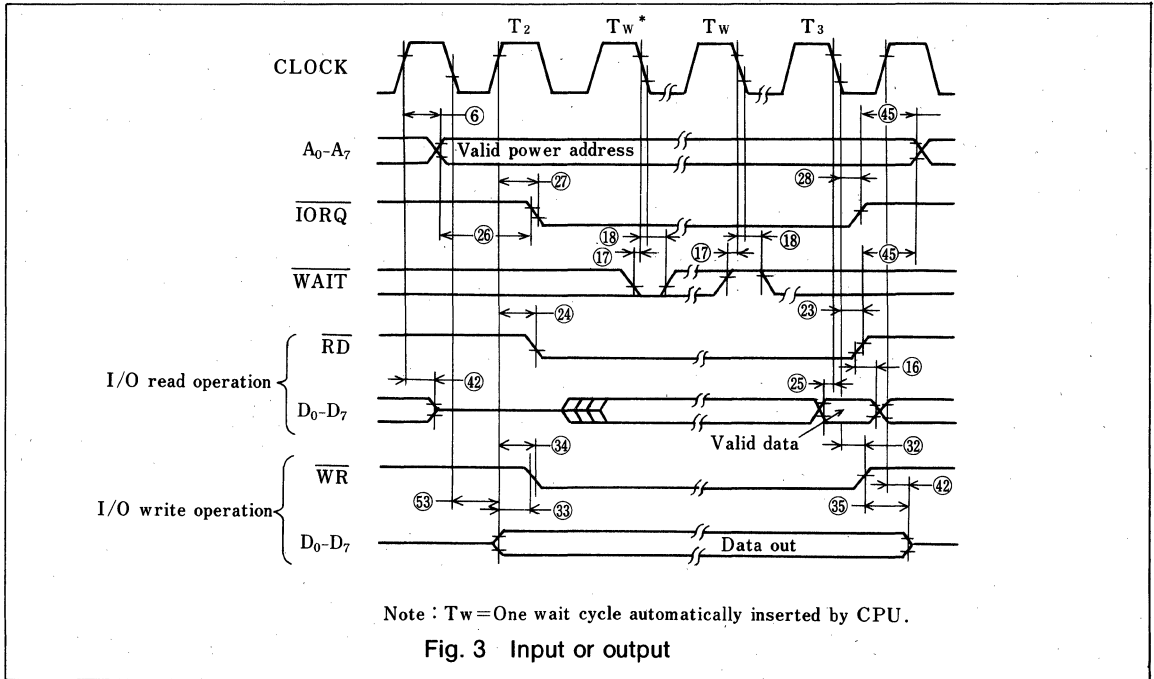 T2 TW* TW T3
CLOCK
⑥ ㊺
A0-A7 Valid power address
㉗ ㉘
IORQ
㉖ ⑱ ⑰ ⑰ ⑱ ㊺
WAIT
㉔ ㉓
RD
I/O read operation ㊷ ㉕ ⑯
D0-D7
Valid data
㉞ ㉜
WR
I/O write operation 53 ㉝ ㉟ ㊷
D0-D7 Data out
Note : Tw=One wait cycle automatically inserted by CPU.
Fig. 3 Input or output